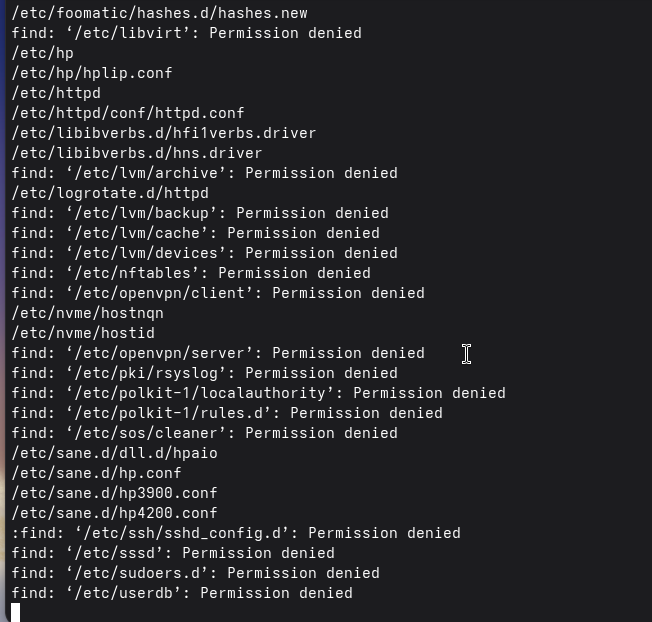 /etc/foomatic/hashes.d/hashes.new
find: ‘/etc/libvirt’: Permission denied
/etc/hp
/etc/hp/hplip.conf
/etc/httpd
/etc/httpd/conf/httpd.conf
/etc/libibverbs.d/hfi1verbs.driver
/etc/libibverbs.d/hns.driver
find: ‘/etc/lvm/archive’: Permission denied
/etc/logrotate.d/httpd
find: ‘/etc/lvm/backup’: Permission denied
find: ‘/etc/lvm/cache’: Permission denied
find: ‘/etc/lvm/devices’: Permission denied
find: ‘/etc/nftables’: Permission denied
find: ‘/etc/openvpn/client’: Permission denied
/etc/nvme/hostnqn
/etc/nvme/hostid
find: ‘/etc/openvpn/server’: Permission denied
find: ‘/etc/pki/rsyslog’: Permission denied
find: ‘/etc/polkit-1/localauthority’: Permission denied
find: ‘/etc/polkit-1/rules.d’: Permission denied
find: ‘/etc/sos/cleaner’: Permission denied
/etc/sane.d/dll.d/hpaio
/etc/sane.d/hp.conf
/etc/sane.d/hp3900.conf
/etc/sane.d/hp4200.conf
:find: ‘/etc/ssh/sshd_config.d’: Permission denied
find: ‘/etc/sssd’: Permission denied
find: ‘/etc/sudoers.d’: Permission denied
find: ‘/etc/userdb’: Permission denied